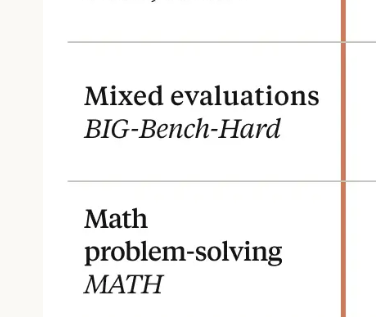 Mixed evaluations
BIG-Bench-Hard
Math
problem-solving
MATH